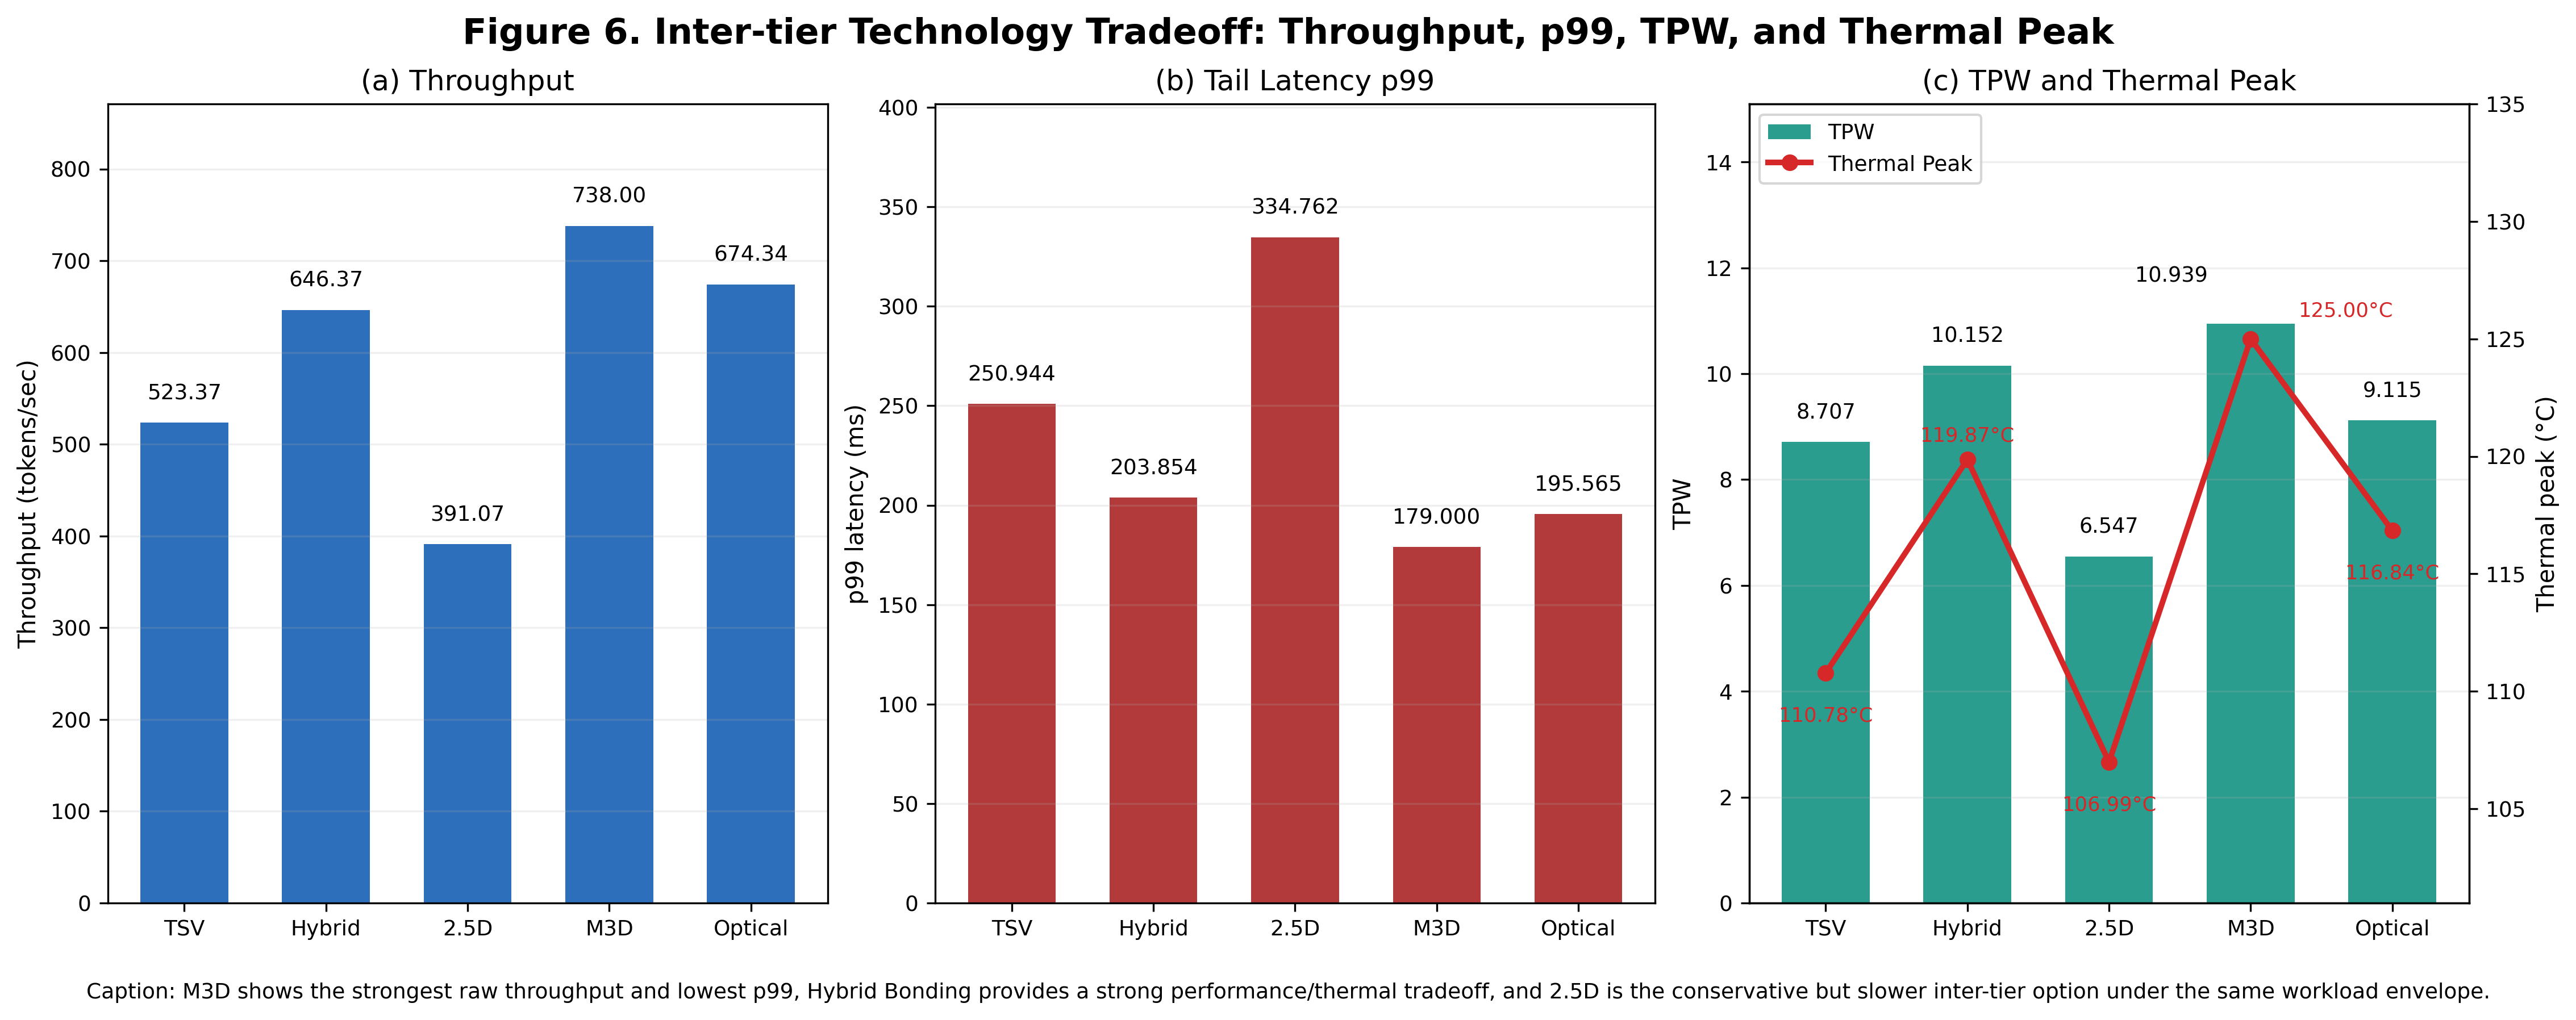 Figure 6. Inter-tier Technology Tradeoff: Throughput, p99, TPW, and Thermal Peak
(a) Throughput
Throughput (tokens/sec)
800
700
600
500
400
300
200
100
0
523.37
646.37
391.07
738.00
674.34
TSV
Hybrid
2.5D
M3D
Optical
(b) Tail Latency p99
p99 latency (ms)
400
350
300
250
200
150
100
50
0
250.944
203.854
334.762
179.000
195.565
TSV
Hybrid
2.5D
M3D
Optical
(c) TPW and Thermal Peak
TPW
Thermal Peak
TPW
14
12
10
8
6
4
2
0
8.707
10.152
6.547
10.939
9.115
110.78°C
119.87°C
106.99°C
125.00°C
116.84°C
TSV
Hybrid
2.5D
M3D
Optical
135
130
125
120
115
110
105
Thermal peak (°C)
Caption: M3D shows the strongest raw throughput and lowest p99, Hybrid Bonding provides a strong performance/thermal tradeoff, and 2.5D is the conservative but slower inter-tier option under the same workload envelope.